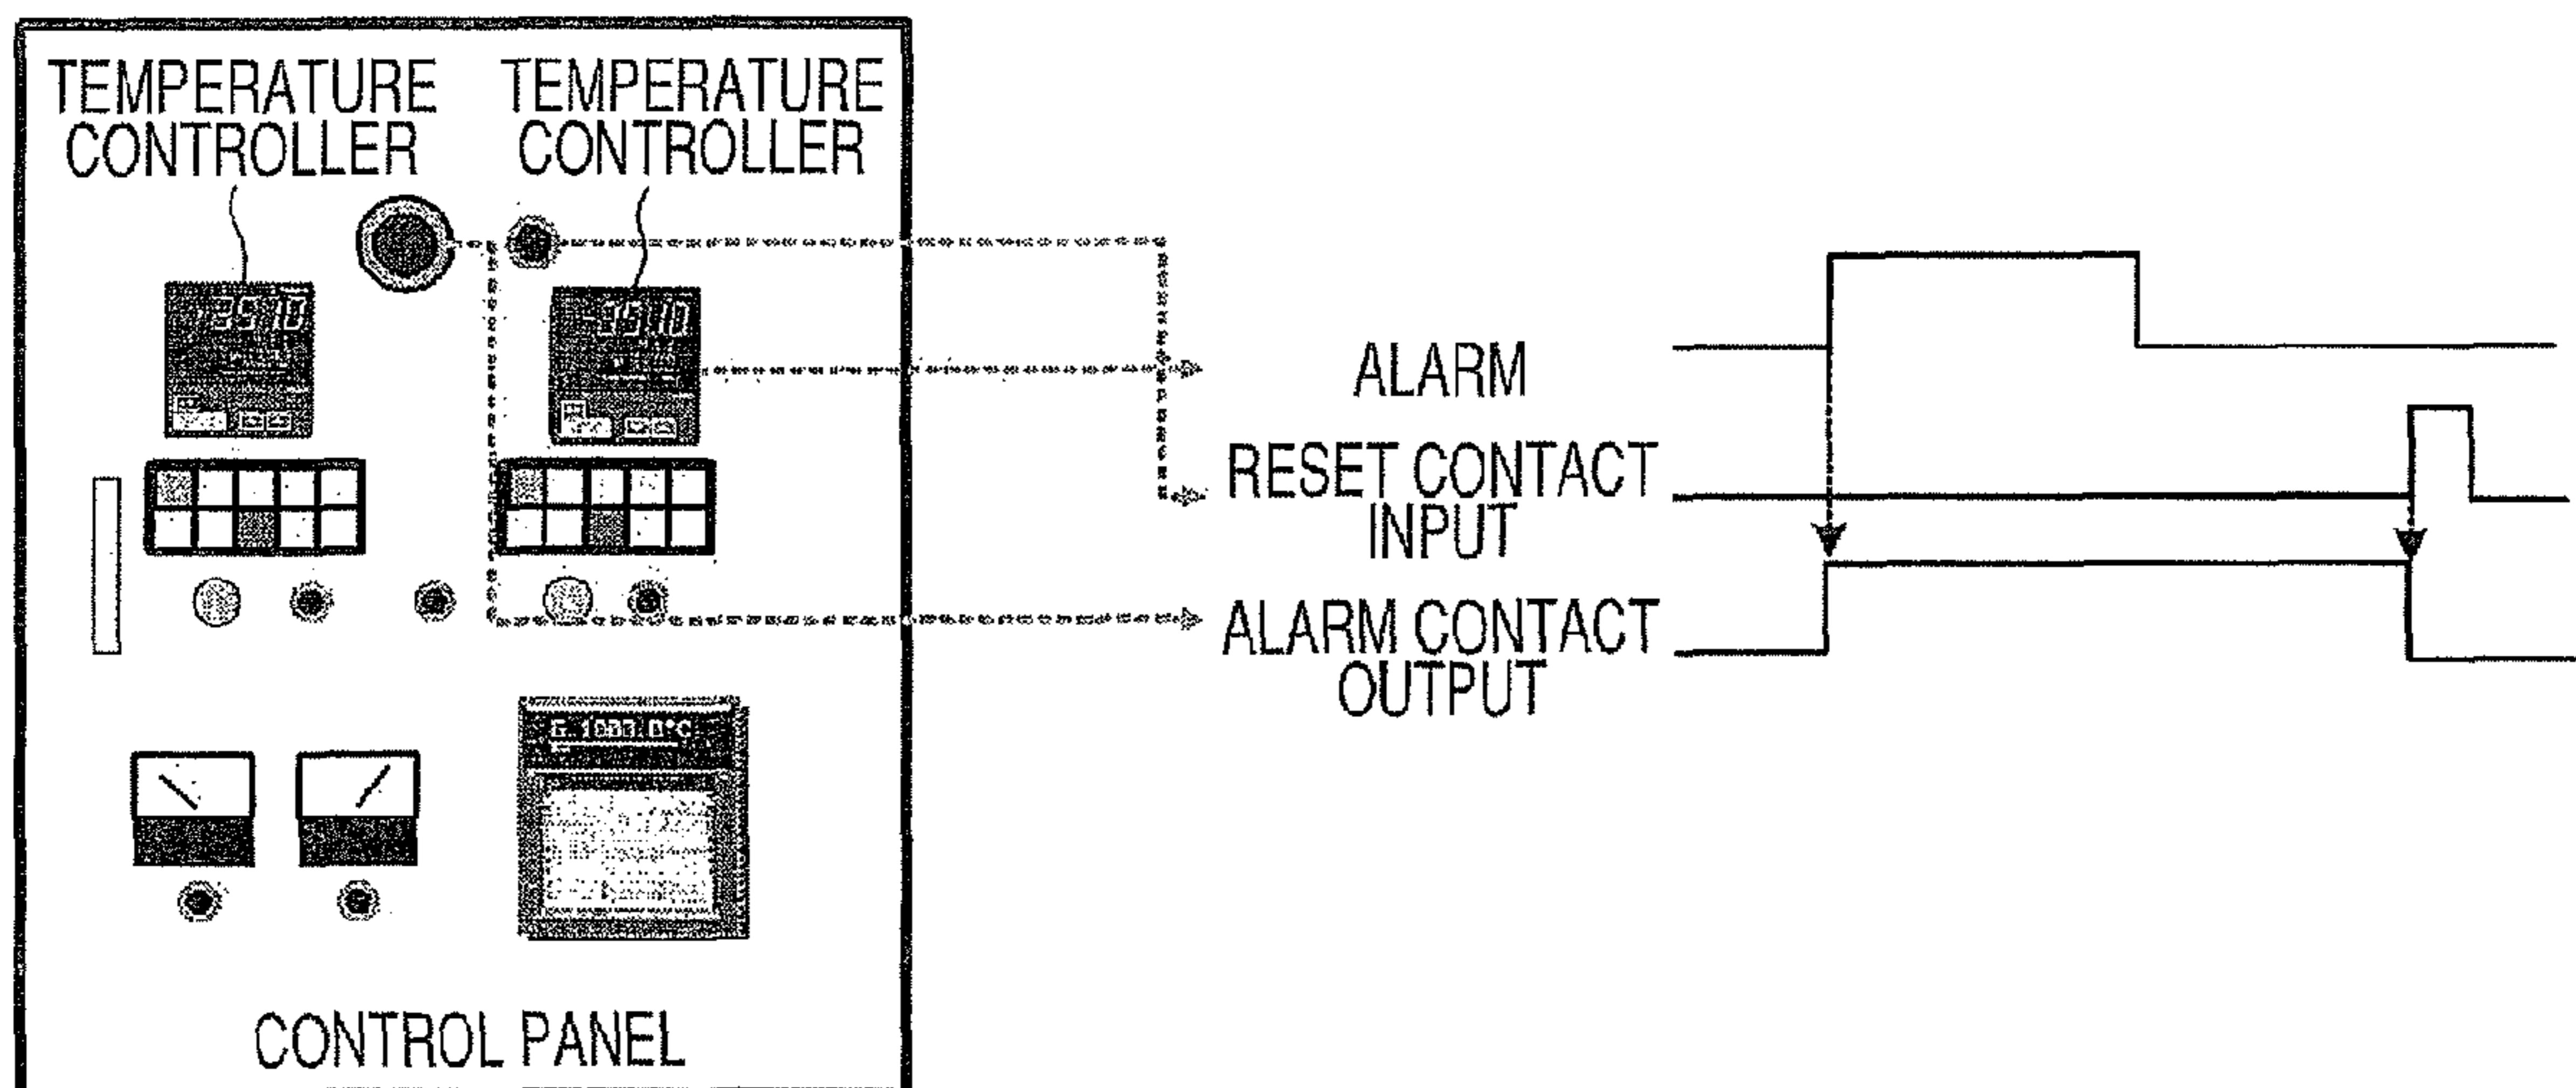 TEMPERATURE
CONTROLLER
TEMPERATURE
CONTROLLER
ALARM
RESET CONTACT
INPUT
ALARM CONTACT
OUTPUT
CONTROL PANEL